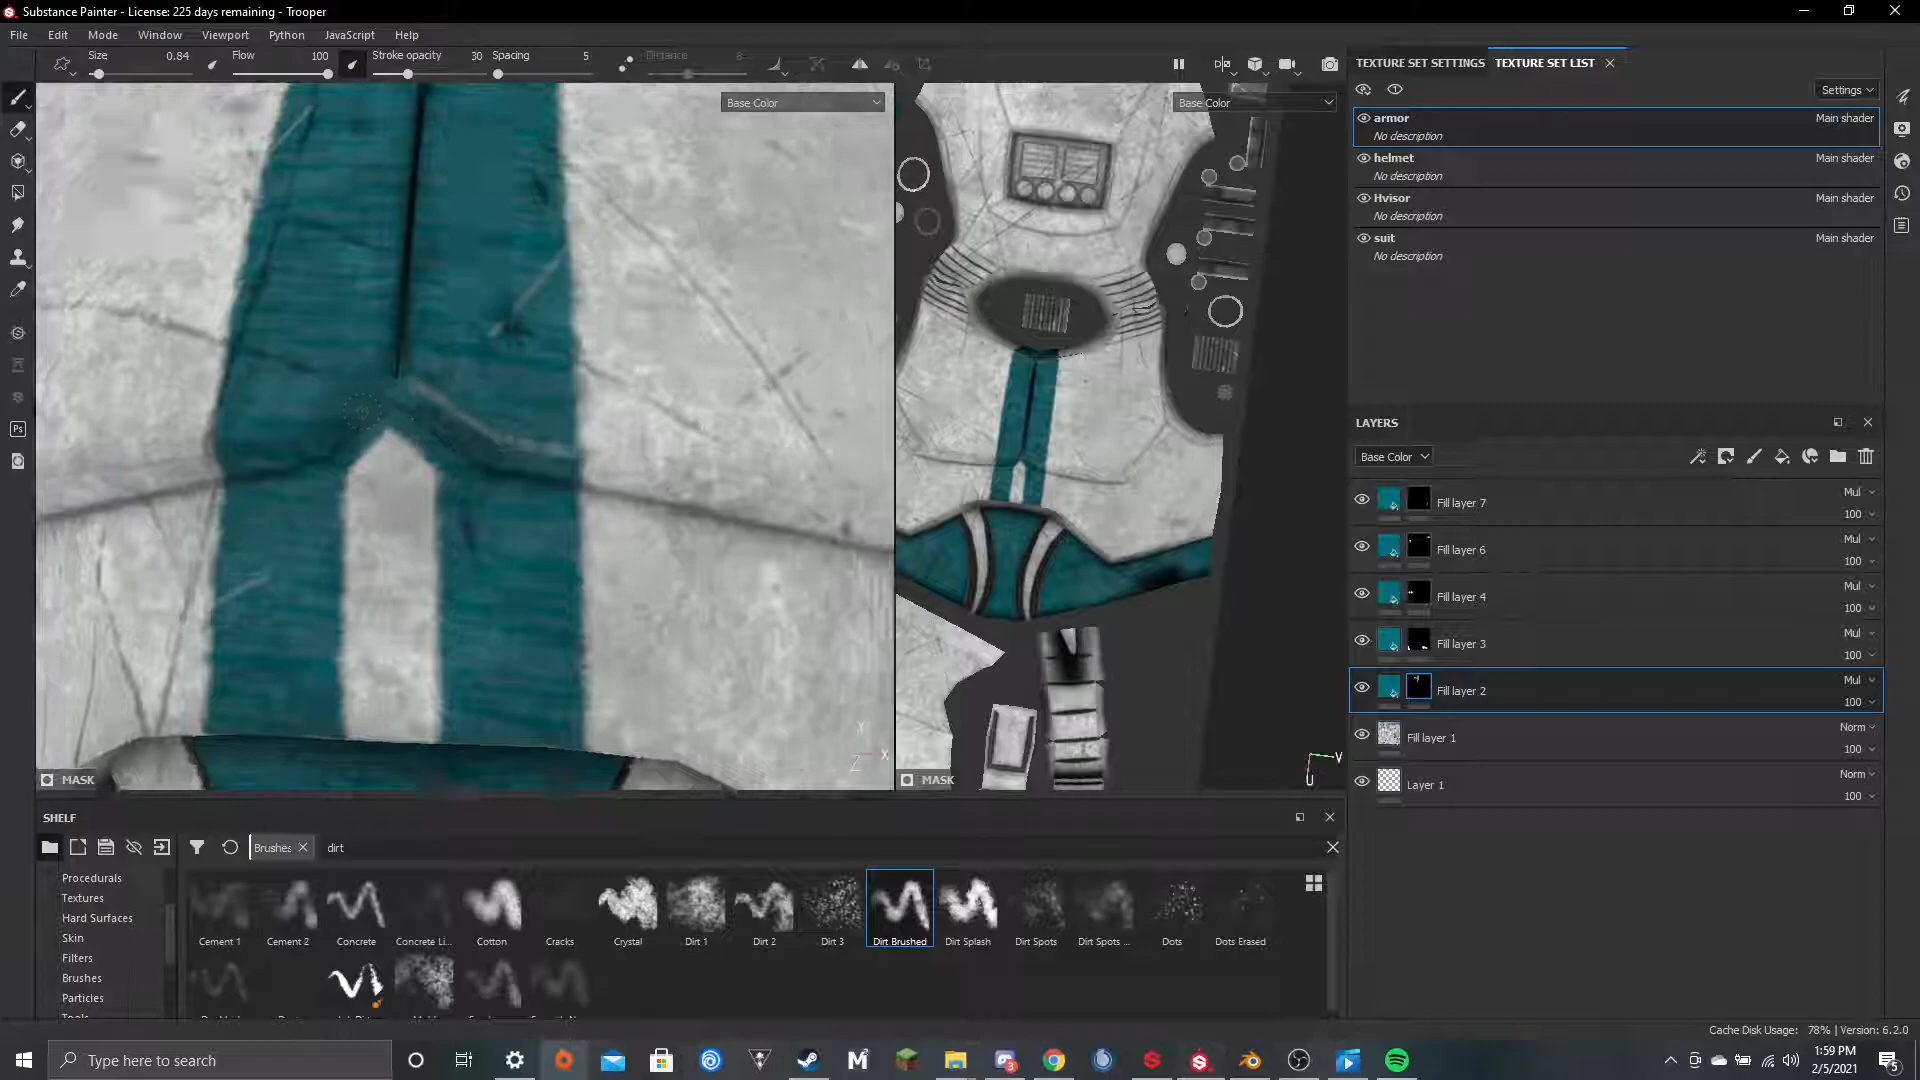 Substance Painter - License: 225 days remaining - Trooper
File Edit Mode Window Viewport Python JavaScript Help
Size 0.84 Flow 100 Stroke opacity 30 Spacing 5 Distance 8
Base Color
Base Color
MASK
MASK
X
V
U
TEXTURE SET SETTINGS TEXTURE SET LIST
Settings
armor Main shader
No description
helmet Main shader
No description
Hvisor Main shader
No description
suit Main shader
No description
LAYERS
Base Color
Fill layer 7 Mul
100
Fill layer 6 Mul
100
Fill layer 4 Mul
100
Fill layer 3 Mul
100
Fill layer 2 Mul
100
Fill layer 1 Norm
100
Layer 1 Norm
100
SHELF
Brushes dirt
Procedurals
Textures
Hard Surfaces
Skin
Filters
Brushes
Particles
Tools
Cement 1 Cement 2 Concrete Concrete Li... Cotton Cracks Crystal Dirt 1 Dirt 2 Dirt 3 Dirt Brushed Dirt Splash Dirt Spots Dirt Spots ... Dots Dots Erased
Cache Disk Usage: 78% | Version: 6.2.0
Type here to search
Ps
3
1:59 PM
2/5/2021
5